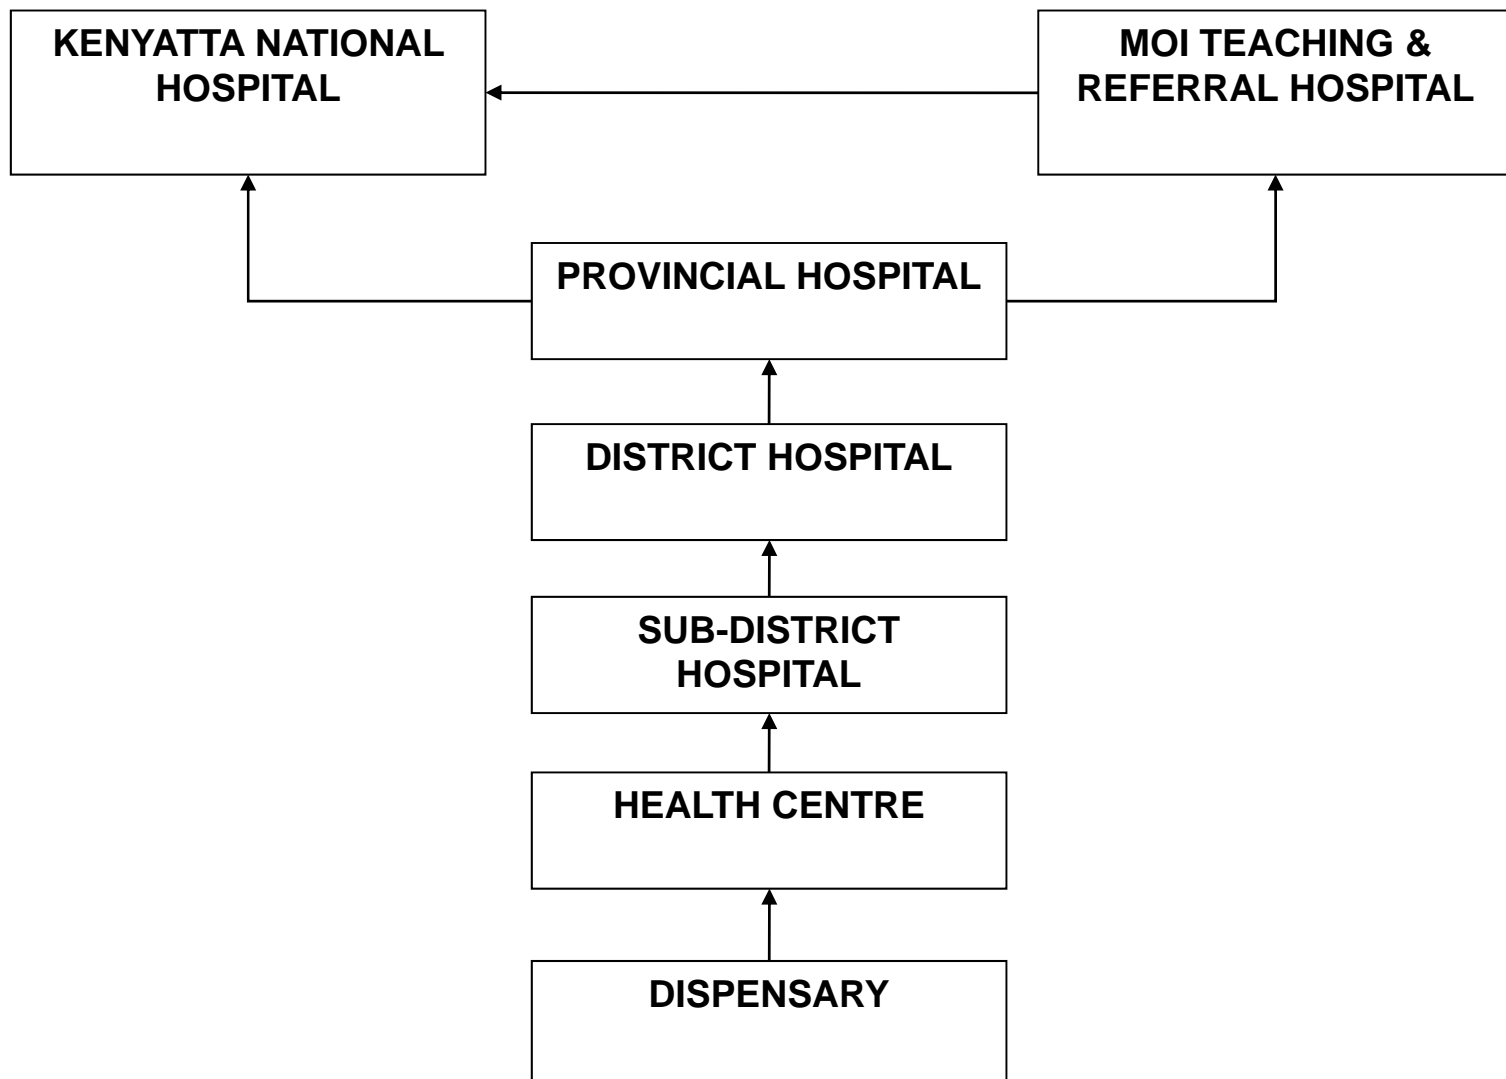 KENYATTA NATIONAL
HOSPITAL
MOI TEACHING &
REFERRAL HOSPITAL
PROVINCIAL HOSPITAL
DISTRICT HOSPITAL
SUB-DISTRICT
HOSPITAL
HEALTH CENTRE
DISPENSARY